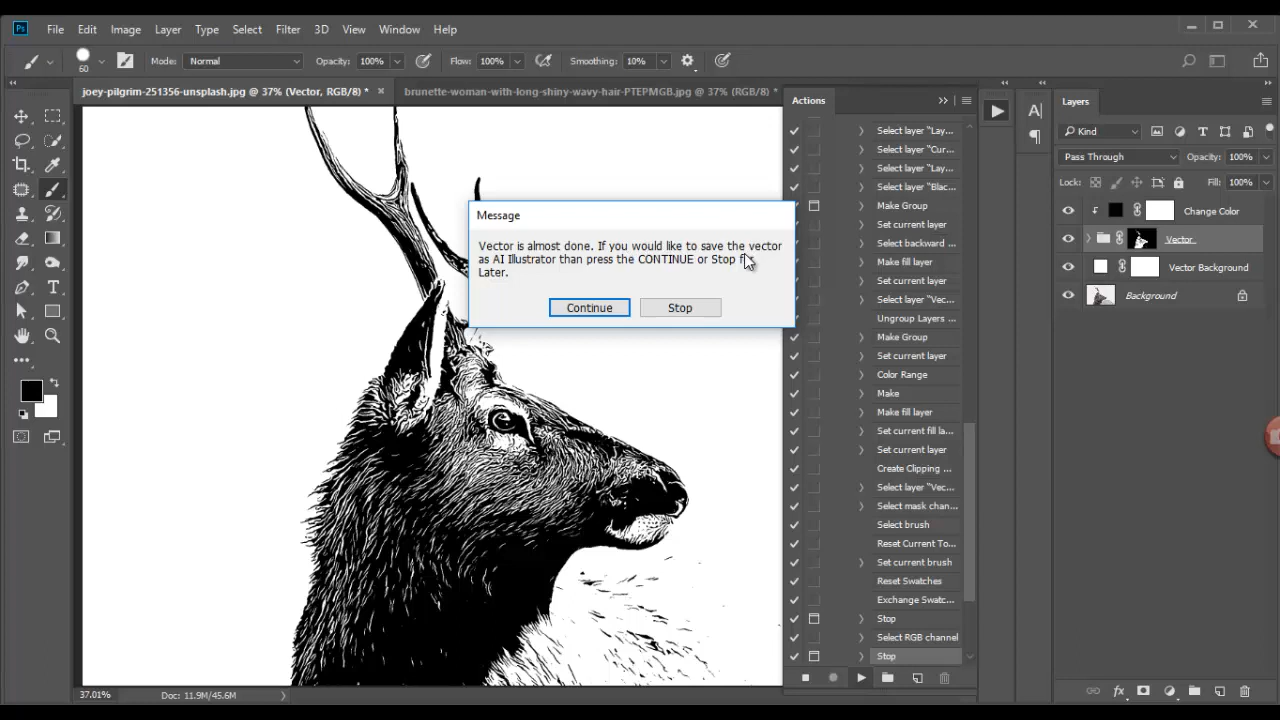 Ps File Edit Image Layer Type Select Filter 3D View Window Help
60 Mode: Normal Opacity: 100% Flow: 100% Smoothing: 10%
joey-pilgrim-251356-unsplash.jpg @ 37% (Vector, RGB/8) * × brunette-woman-with-long-shiny-wavy-hair-PTEPMGB.jpg @ 37% (RGB/8) *
Message
Vector is almost done. If you would like to save the vector
as AI Illustrator than press the CONTINUE or Stop
Later.
Continue Stop
Actions
Select layer "Lay...
Select layer "Cur...
Select layer "Lay...
Select layer "Blac...
Make Group
Set current layer
Select backward ...
Make fill layer
Set current layer
Select layer "Vec...
Ungroup Layers ...
Make Group
Set current layer
Color Range
Make
Make fill layer
Set current fill la...
Set current layer
Create Clipping ...
Select layer "Vec...
Select mask chan...
Select brush
Reset Current To...
Set current brush
Reset Swatches
Exchange Swatc...
Stop
Select RGB channel
Stop
Layers
Kind
Pass Through Opacity: 100%
Lock: Fill: 100%
Change Color
Vector
Vector Background
Background
37.01% Doc: 11.9M/45.6M